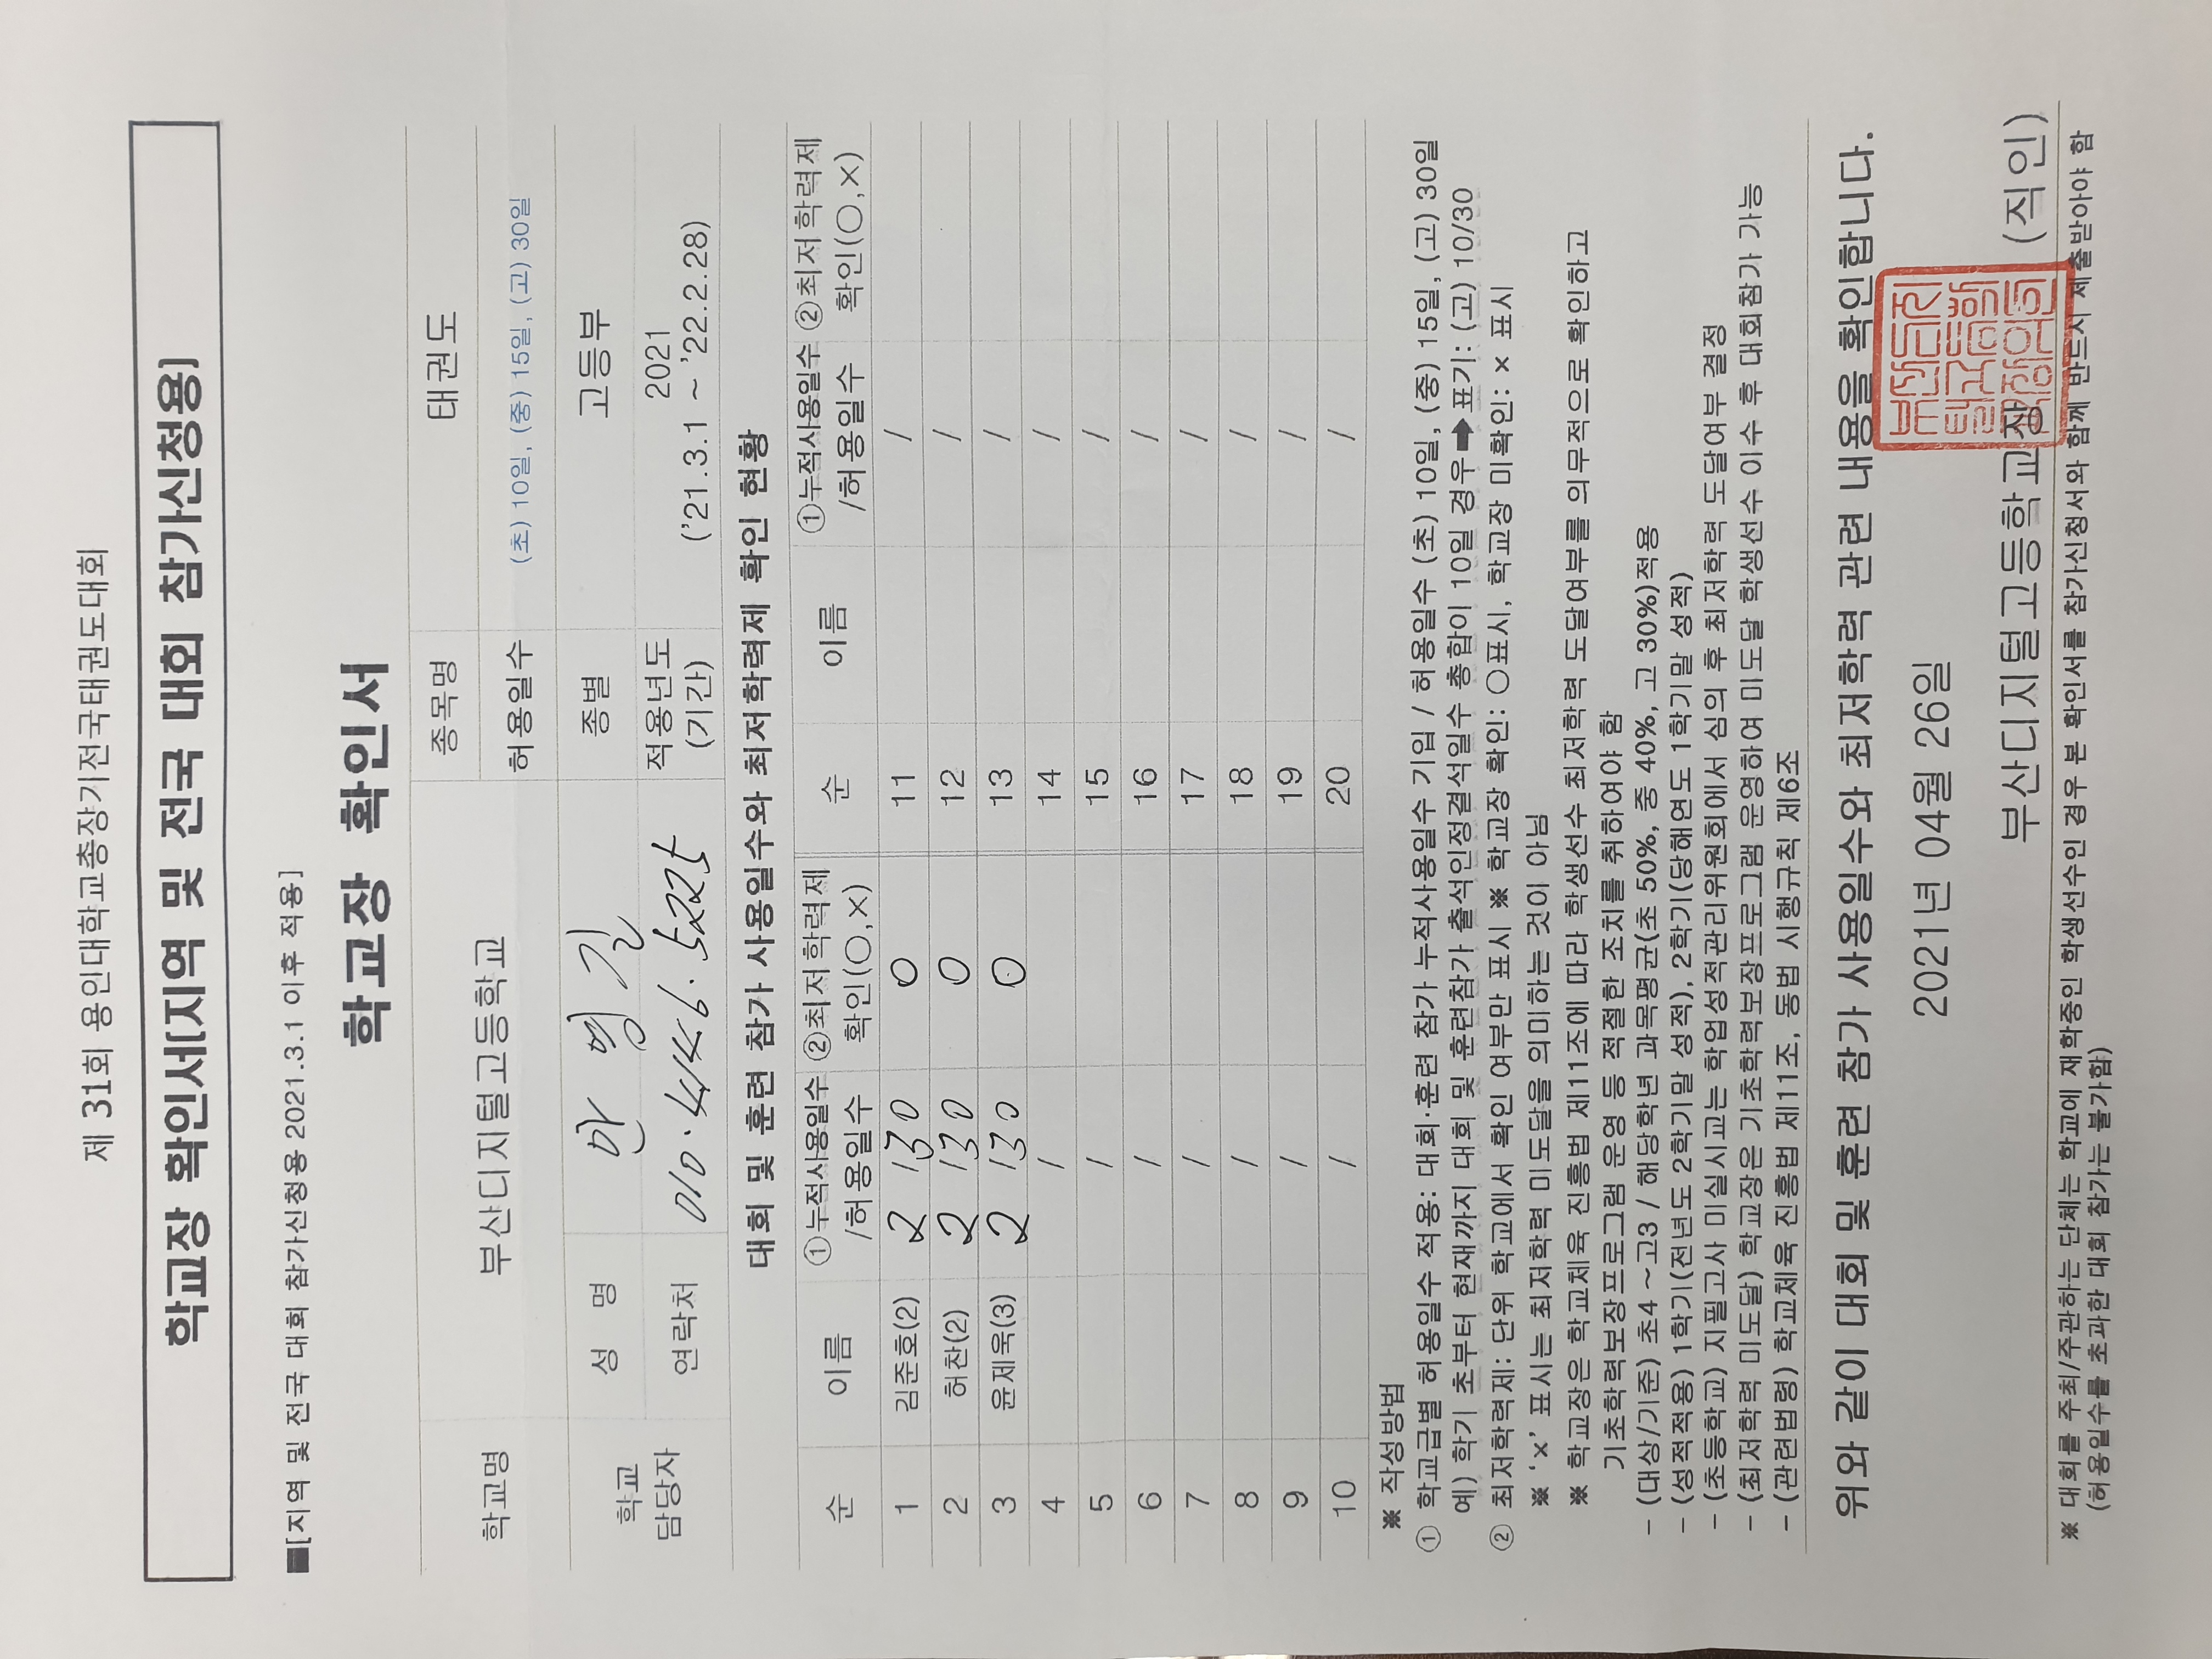 제 31회 용인대학교총장기전국태권도대회
학교장 확인서[지역 및 전국 대회 참가신청용]
■[지역 및 전국 대회 참가신청용 2021.3.1 이후 적용]
학교장 확인서
학교명 부산디지털고등학교 종목명 태권도
허용일수 (초) 10일, (중) 15일, (고) 30일
학교 담당자 성 명 길 종별 고등부
연락처 010. 4446. 5225 적용년도 (기간) 2021 ('21.3.1 ~ '22.2.28)
대회 및 훈련 참가 사용일수와 최저학력제 확인 현황
순 이름 ①누적사용일수 /허용일수 ②최저학력제 확인(○,×) 순 이름 ①누적사용일수 /허용일수 ②최저학력제 확인(○,×)
1 김준호(2) 2 / 30 ○ 11 /
2 허찬(2) 2 / 30 ○ 12 /
3 윤제욱(3) 2 / 30 ○ 13 /
4 / 14 /
5 / 15 /
6 / 16 /
7 / 17 /
8 / 18 /
9 / 19 /
10 / 20 /
※ 작성방법
① 학교급별 허용일수 적용: 대회·훈련 참가 누적사용일수 기입 / 허용일수 (초) 10일, (중) 15일, (고) 30일
예) 학기 초부터 현재까지 대회 및 훈련참가 출석인정결석일수 총합이 10일 경우➡표기: (고) 10/30
② 최저학력제: 단위 학교에서 확인 여부만 표시 ※ 학교장 확인: ○표시, 학교장 미확인: × 표시
※ '×' 표시는 최저학력 미도달을 의미하는 것이 아님
※ 학교장은 학교체육 진흥법 제11조에 따라 학생선수 최저학력 도달여부를 의무적으로 확인하고
기초학력보장프로그램 운영 등 적절한 조치를 취하여야 함
- (대상/기준) 초4 ~고3 / 해당학년 과목평균(초 50%, 중 40%, 고 30%)적용
- (성적적용) 1학기(전년도 2학기말 성적), 2학기(당해연도 1학기말 성적)
- (초등학교) 지필고사 미실시교는 학업성적관리위원회에서 심의 후 최저학력 도달여부 결정
- (최저학력 미도달) 학교장은 기초학력보장프로그램 운영하여 미도달 학생선수 이수 후 대회참가 가능
- (관련법령) 학교체육 진흥법 제11조, 동법 시행규칙 제6조
위와 같이 대회 및 훈련 참가 사용일수와 최저학력 관련 내용을 확인합니다.
2021년 04월 26일
부산디지털고등학교장 (직인)
※ 대회를 주최/주관하는 단체는 학교에 재학중인 학생선수인 경우 본 확인서를 참가신청서와 함께 반드시 제출받아야 함
(허용일수를 초과한 대회 참가는 불가함)